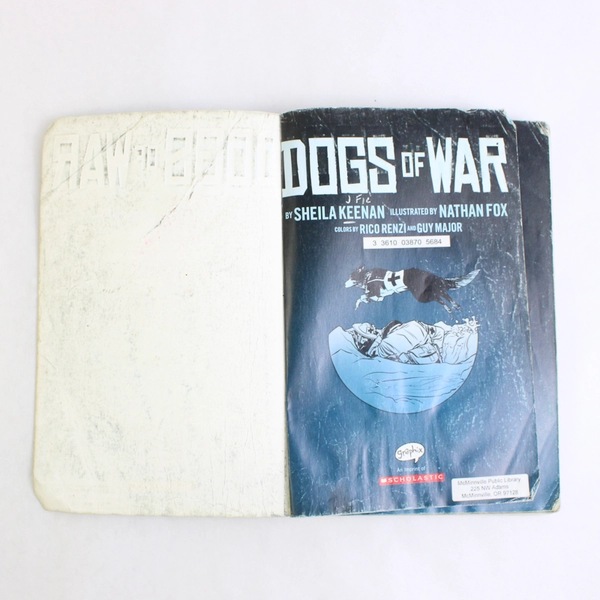 DOGS OF WAR
J Fic
BY SHEILA KEENAN ILLUSTRATED BY NATHAN FOX
COLORS BY RICO RENZI AND GUY MAJOR
3 3610 03870 5684
graphix
An Imprint of
SCHOLASTIC
McMinnville Public Library
225 NW Adams
McMinnville, OR 97128